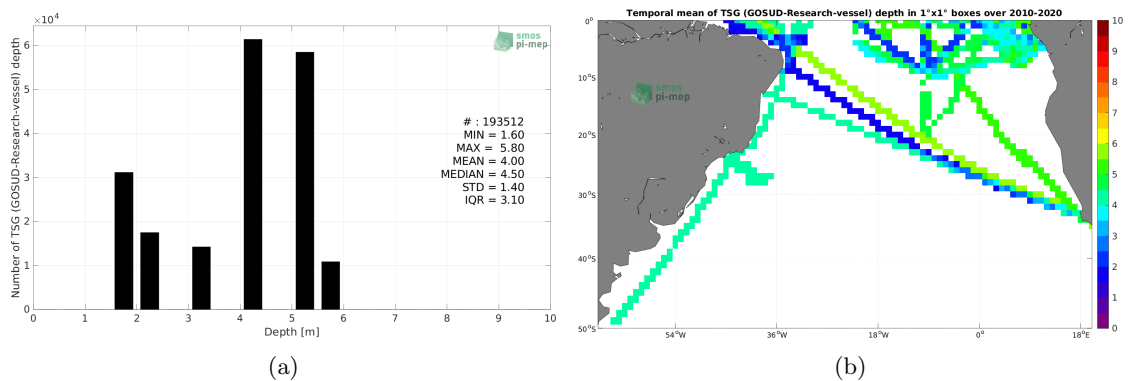 ×10⁴
6
5
4
3
2
1
0
Number of TSG (GOSUD-Research-vessel) depth
0 1 2 3 4 5 6 7 8 9 10
Depth [m]
smos
pi-mep
# : 193512
MIN = 1.60
MAX = 5.80
MEAN = 4.00
MEDIAN = 4.50
STD = 1.40
IQR = 3.10
(a)
Temporal mean of TSG (GOSUD-Research-vessel) depth in 1°x1° boxes over 2010-2020
0°
10°S
20°S
30°S
40°S
50°S
54°W 36°W 18°W 0° 18°E
smos
pi-mep
10
9
8
7
6
5
4
3
2
1
0
(b)